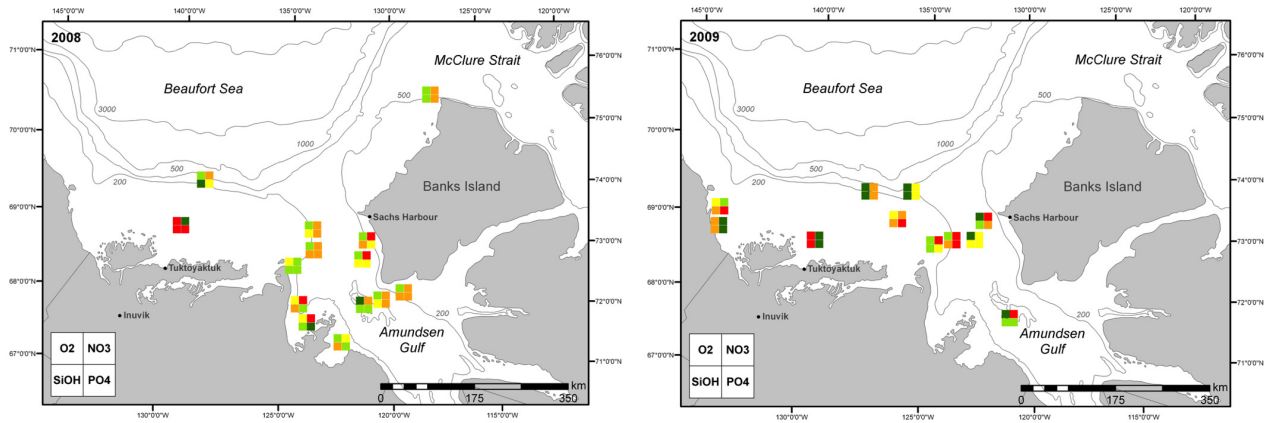 145°0'0"W 140°0'0"W 135°0'0"W 130°0'0"W 125°0'0"W 120°0'0"W
2008
71°0'0"N
76°0'0"N
McClure Strait
Beaufort Sea
75°0'0"N
500
3000
70°0'0"N
1000
500
74°0'0"N
200
Banks Island
69°0'0"N
Sachs Harbour
73°0'0"N
Tuktoyaktuk
68°0'0"N
72°0'0"N
200
Inuvik
Amundsen
Gulf
O2 NO3
SiOH PO4
67°0'0"N
71°0'0"N
km
0 175 350
130°0'0"W 125°0'0"W 120°0'0"W 115°0'0"W
145°0'0"W 140°0'0"W 135°0'0"W 130°0'0"W 125°0'0"W 120°0'0"W
2009
71°0'0"N
76°0'0"N
McClure Strait
Beaufort Sea
75°0'0"N
500
3000
70°0'0"N
1000
500
74°0'0"N
200
Banks Island
69°0'0"N
Sachs Harbour
73°0'0"N
Tuktoyaktuk
68°0'0"N
72°0'0"N
200
Inuvik
Amundsen
Gulf
O2 NO3
SiOH PO4
67°0'0"N
71°0'0"N
km
0 175 350
130°0'0"W 125°0'0"W 120°0'0"W 115°0'0"W